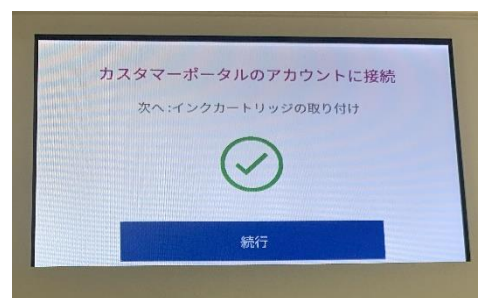 カスタマーポータルのアカウントに接続
次へ:インクカートリッジの取り付け
続行